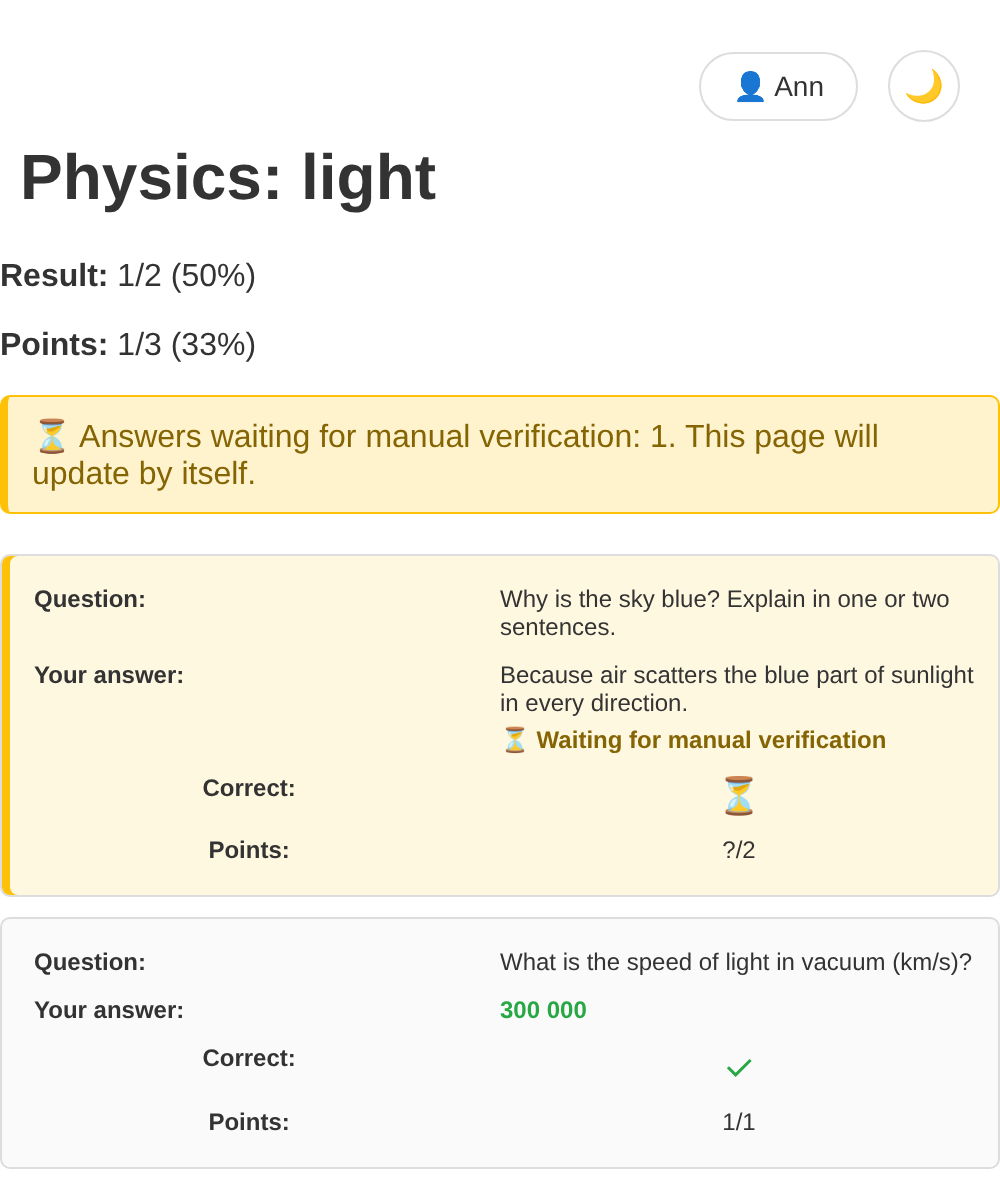 👤 Ann 🌙
Physics: light
Result: 1/2 (50%)
Points: 1/3 (33%)
⏳ Answers waiting for manual verification: 1. This page will
update by itself.
Question: Why is the sky blue? Explain in one or two
sentences.
Your answer: Because air scatters the blue part of sunlight
in every direction.
⏳ Waiting for manual verification
Correct: ⏳
Points: ?/2
Question: What is the speed of light in vacuum (km/s)?
Your answer: 300 000
Correct: ✓
Points: 1/1